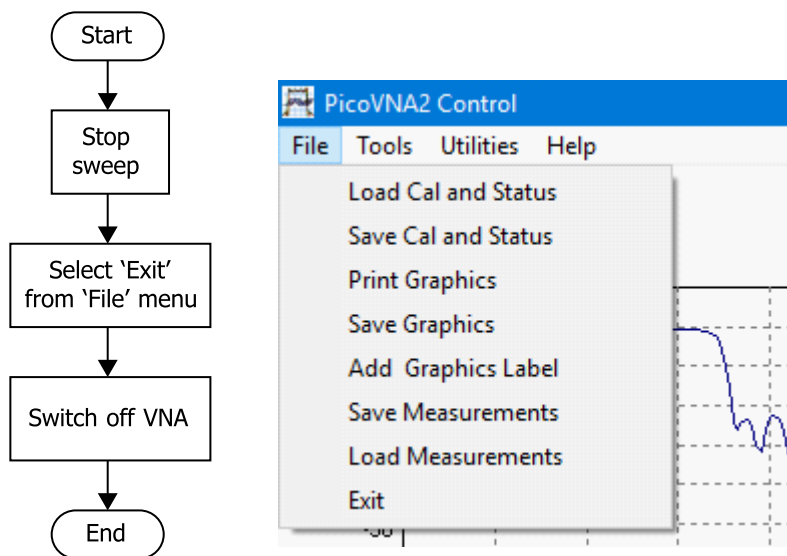 Start
Stop
sweep
Select ‘Exit’
from ‘File’ menu
Switch off VNA
End
PicoVNA2 Control
File Tools Utilities Help
Load Cal and Status
Save Cal and Status
Print Graphics
Save Graphics
Add Graphics Label
Save Measurements
Load Measurements
Exit